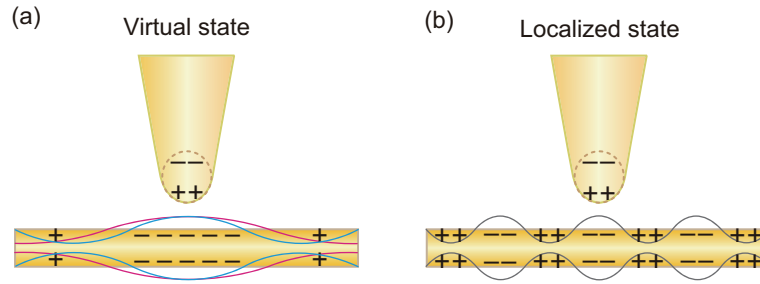 (a)
Virtual state
(b)
Localized state
−−
++
−−
++
+ −−−−− +
+ −−−−− +
++ −− ++ −− ++ −− ++
++ −− ++ −− ++ −− ++